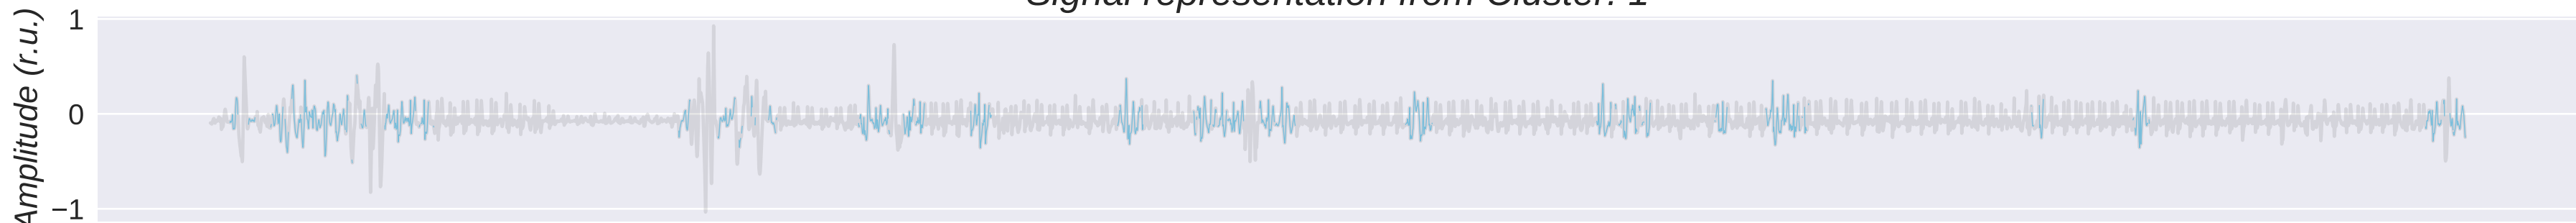 Signal representation from Cluster: 1
Amplitude (r.u.)
1
0
−1